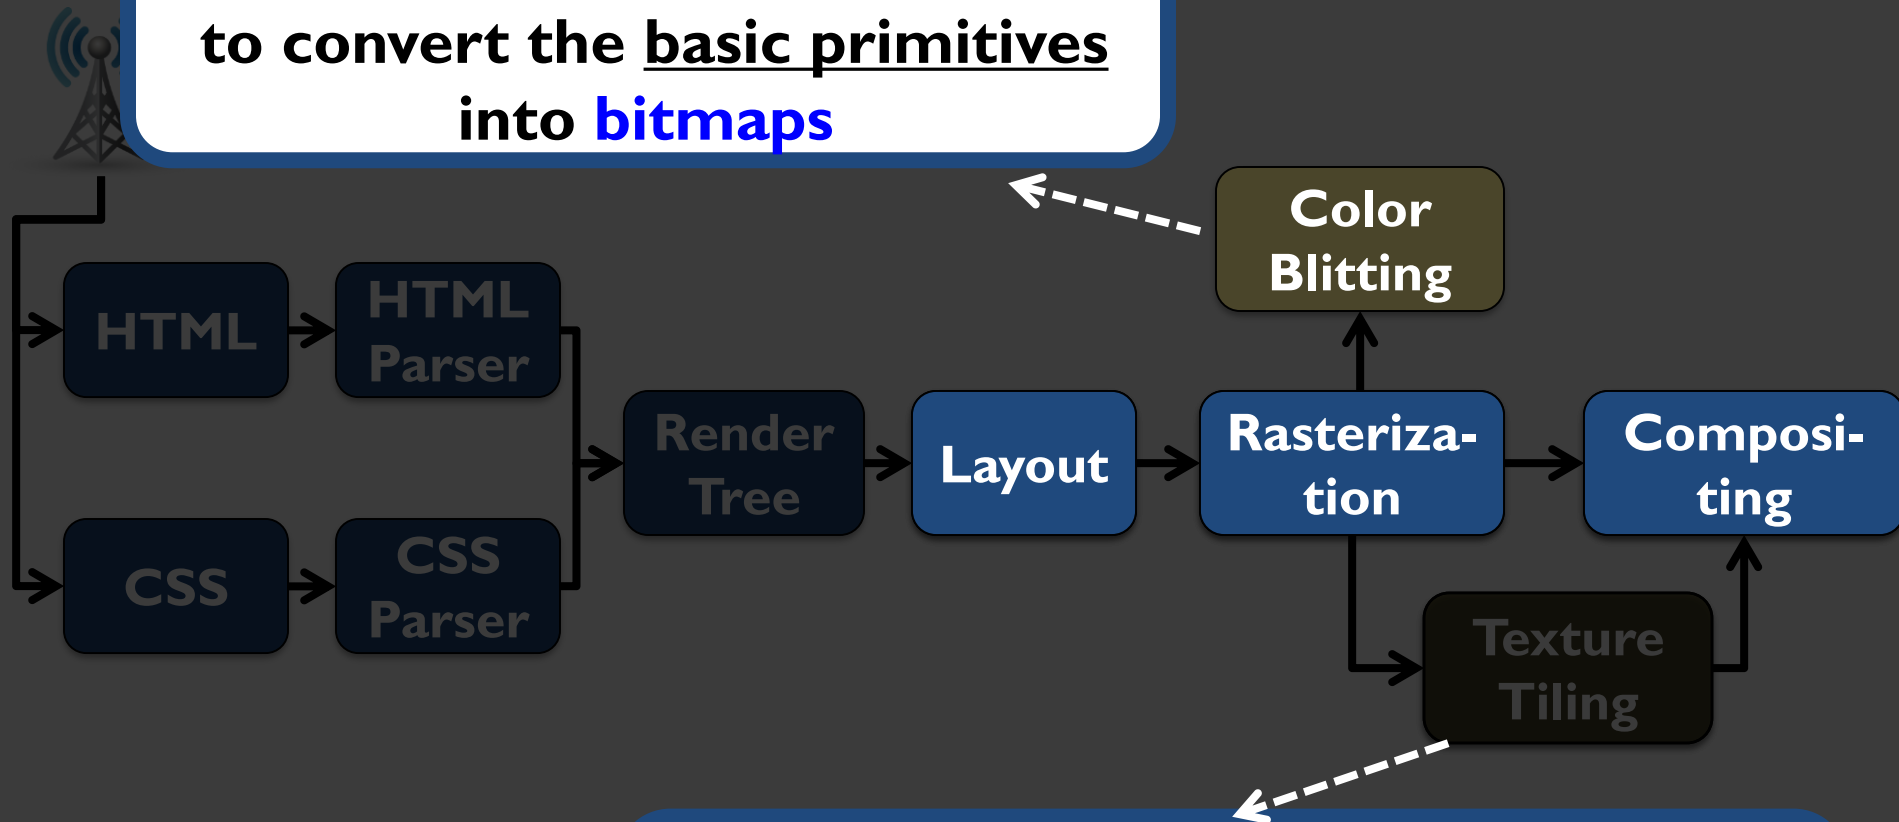 to convert the basic primitives
into bitmaps
Color
Blitting
HTML
HTML
Parser
Render
Tree
Layout
Rasteriza-
tion
Composi-
ting
CSS
CSS
Parser
Texture
Tiling